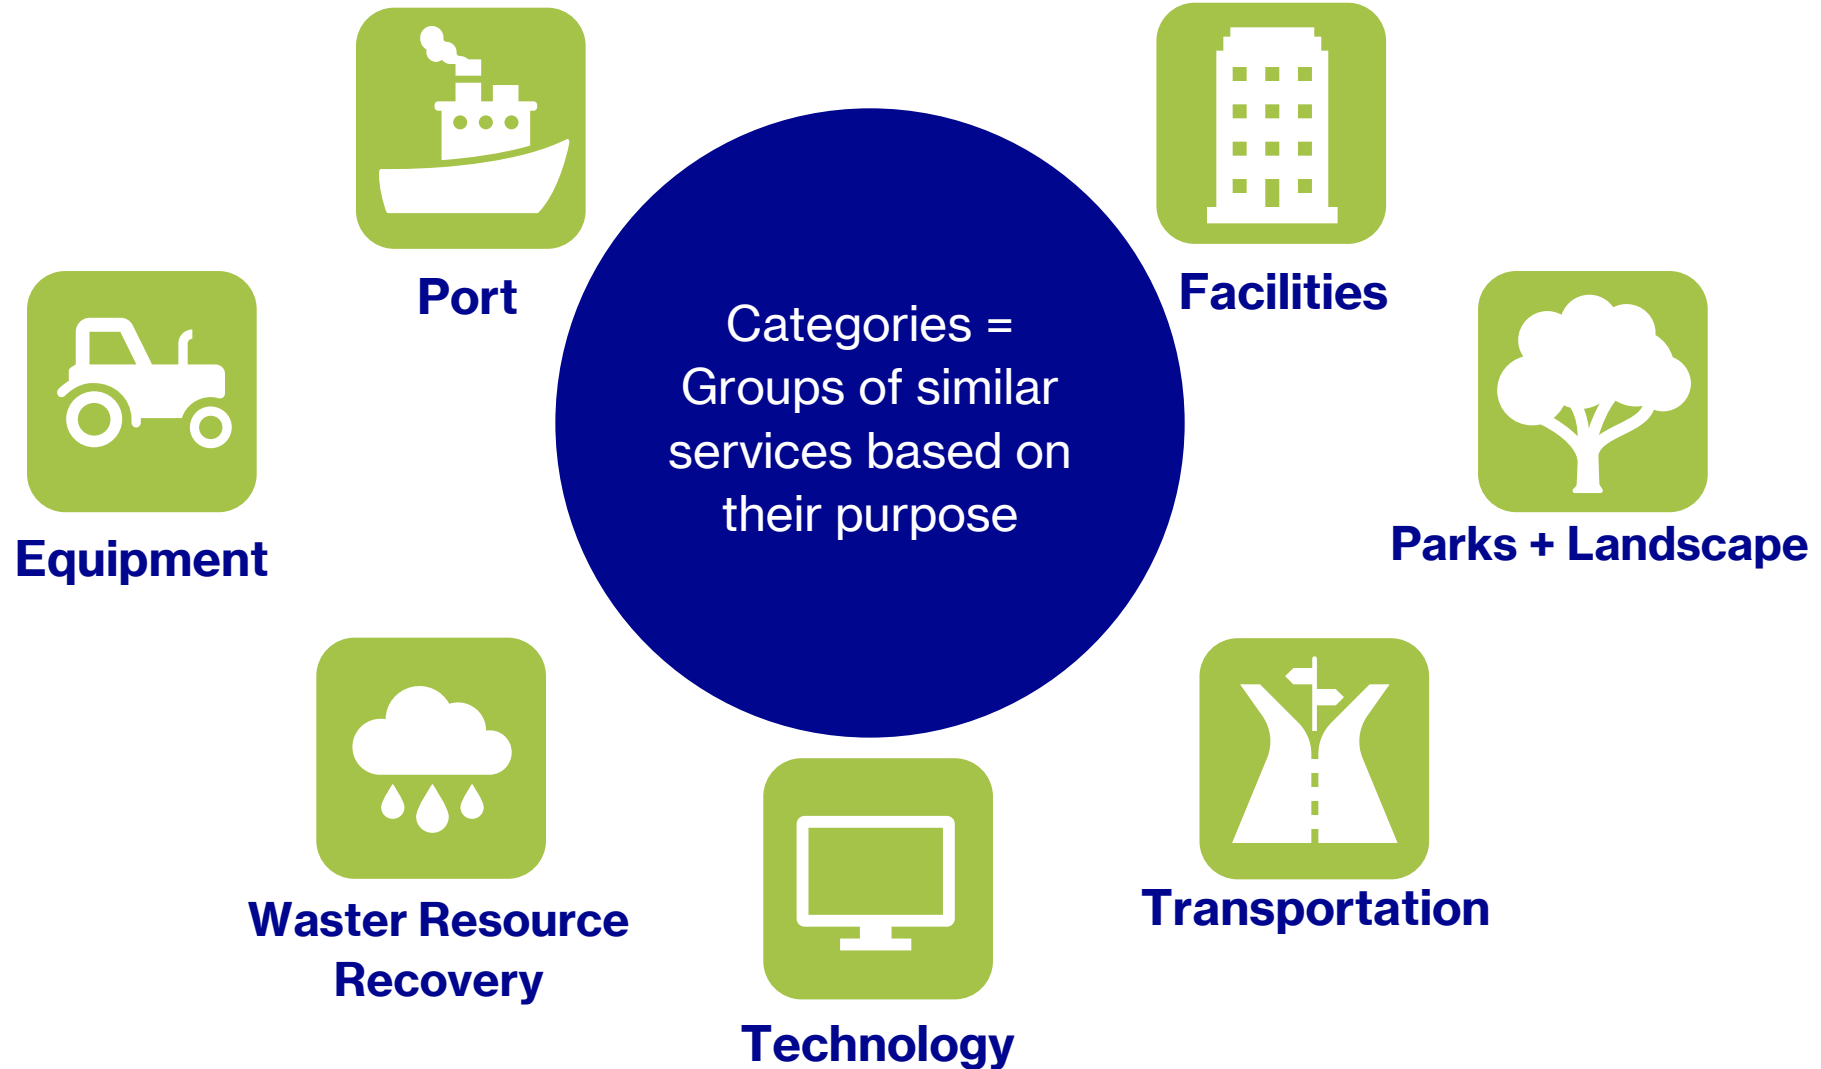 Port
Facilities
Categories =
Groups of similar
services based on
their purpose
Equipment
Parks + Landscape
Waster Resource
Recovery
Transportation
Technology